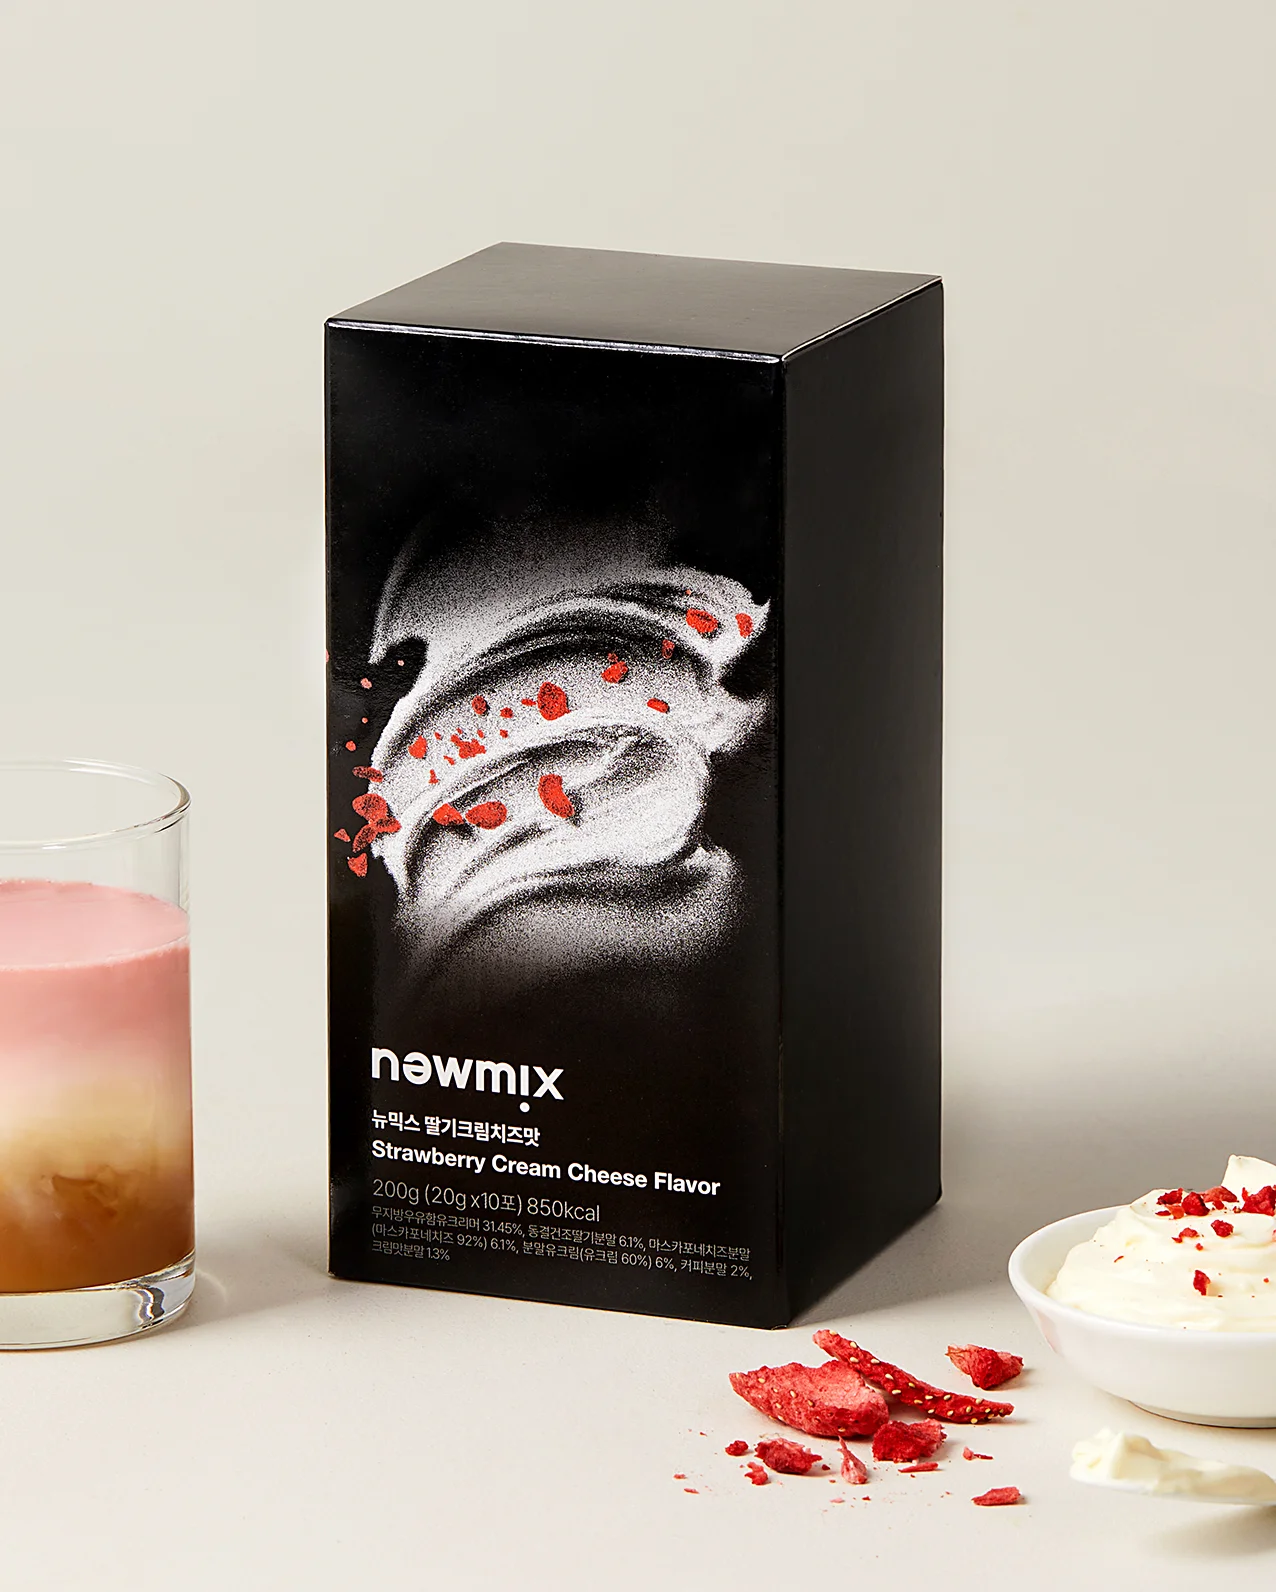 newmix
뉴믹스 딸기크림치즈맛
Strawberry Cream Cheese Flavor
200g (20g x10포) 850kcal
무지방우유함유크리머 31.45%, 동결건조딸기분말 6.1%, 마스카포네치즈분말
(마스카포네치즈 92%) 6.1%, 분말유크림(유크림 60%) 6%, 커피분말 2%,
크림맛분말 1.3%